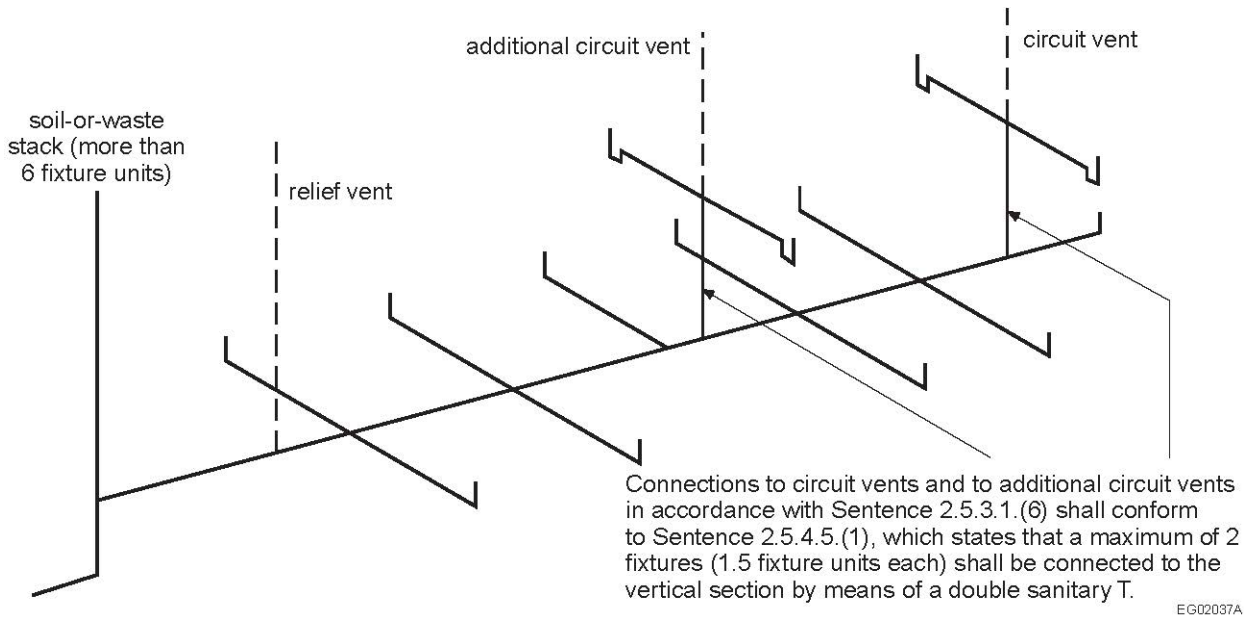 additional circuit vent
circuit vent
soil-or-waste
stack (more than
6 fixture units)
relief vent
Connections to circuit vents and to additional circuit vents
in accordance with Sentence 2.5.3.1.(6) shall conform
to Sentence 2.5.4.5.(1), which states that a maximum of 2
fixtures (1.5 fixture units each) shall be connected to the
vertical section by means of a double sanitary T.
EG02037A